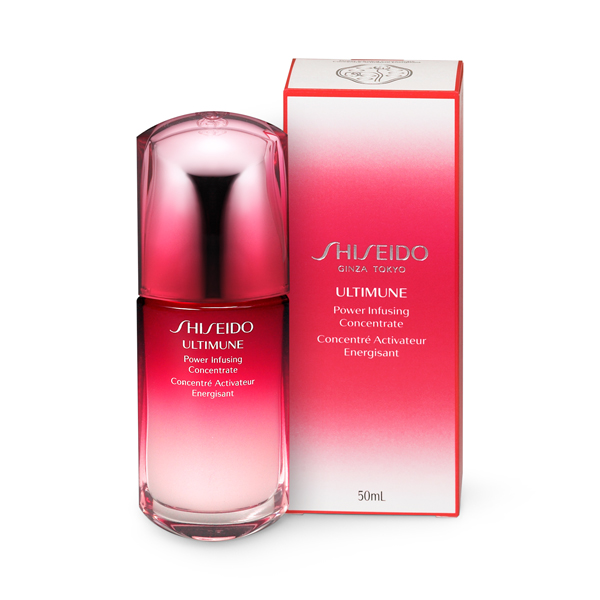 SHISEIDO
ULTIMUNE
Power Infusing
Concentrate
Concentré Activateur
Energisant
SHISEIDO
GINZA TOKYO
ULTIMUNE
Power Infusing
Concentrate
Concentré Activateur
Energisant
50mL